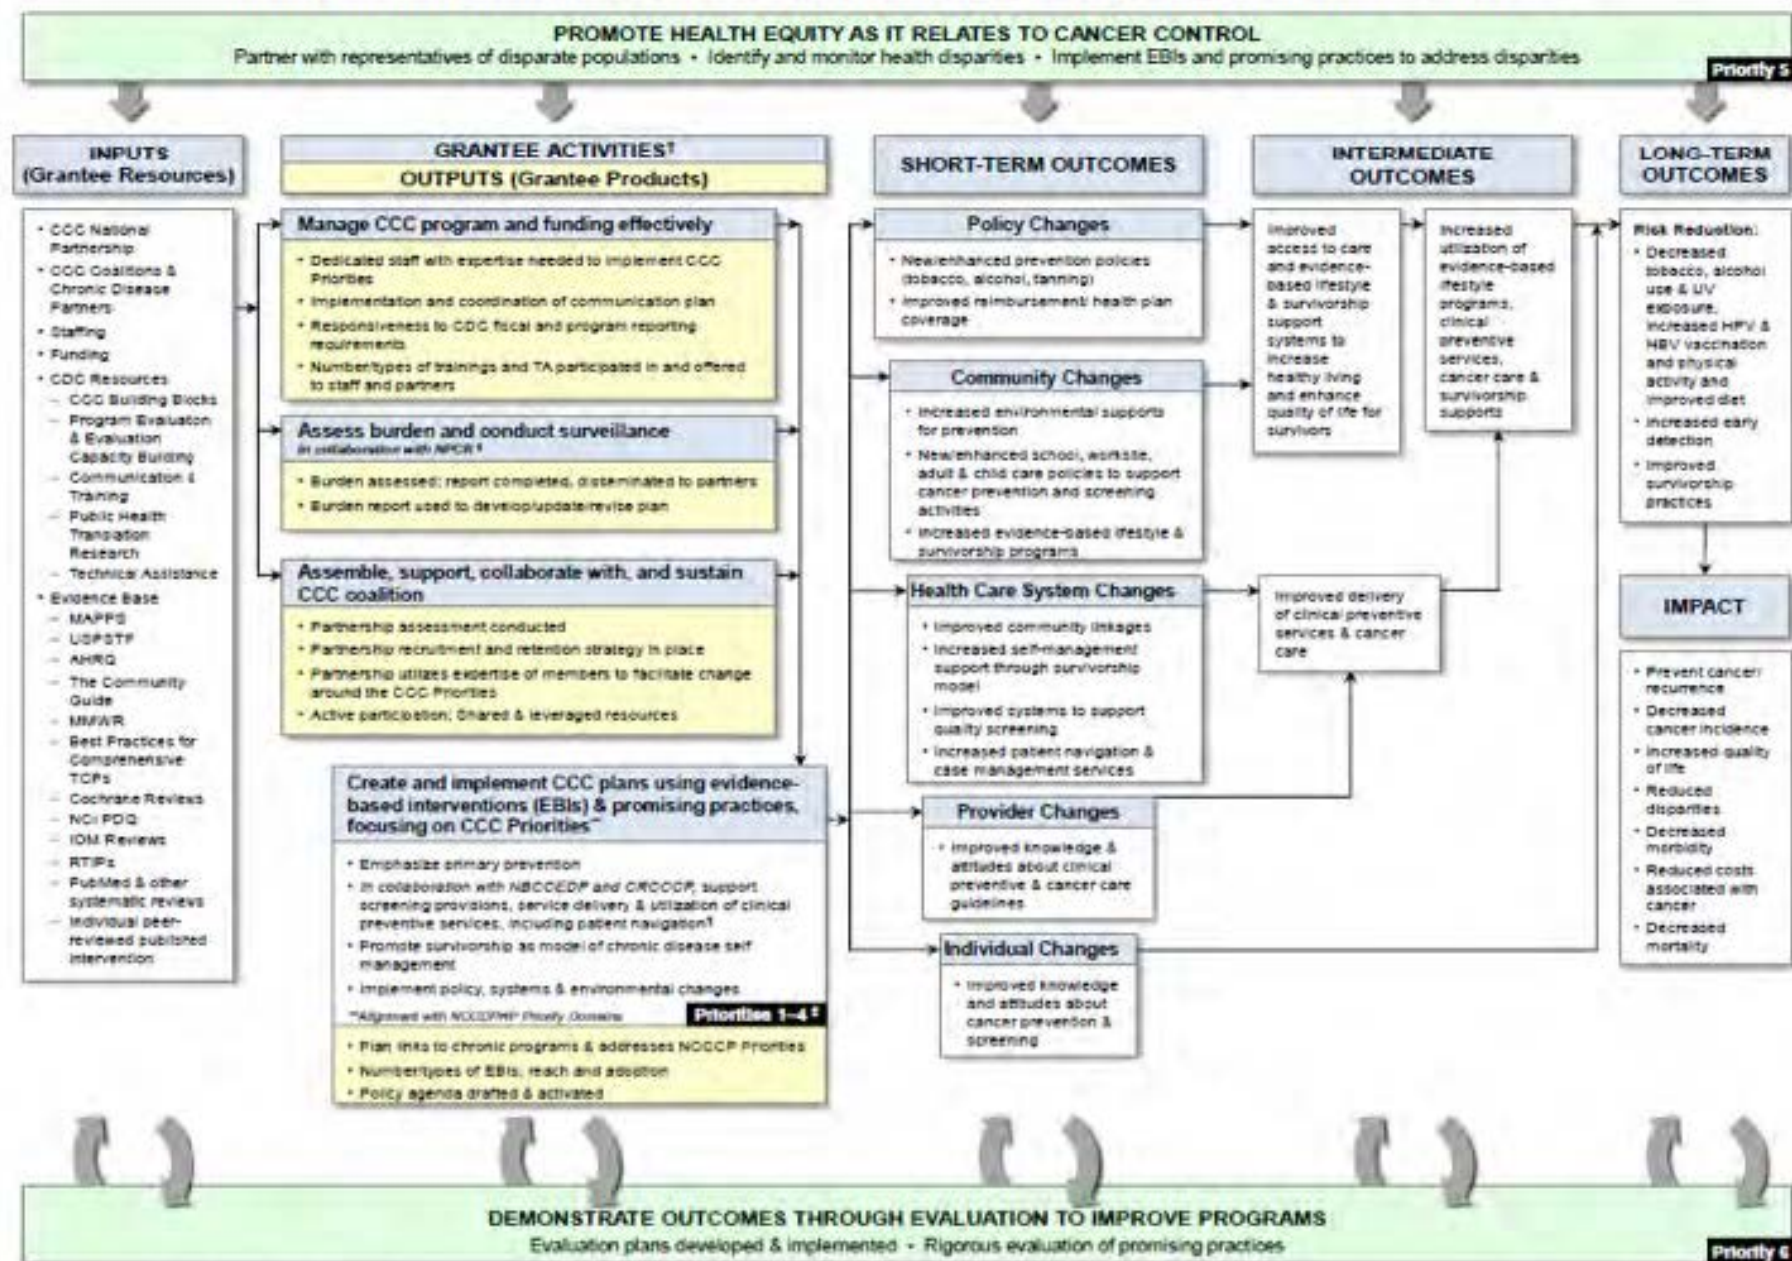 PROMOTE HEALTH EQUITY AS IT RELATES TO CANCER CONTROL
Partner with representatives of disparate populations • Identify and monitor health disparities • Implement EBIs and promising practices to address disparities
Priority 5
INPUTS
(Grantee Resources)
• CCC National
Partnership
• CCC Coalitions &
Chronic Disease
Partners
• Staffing
• Funding
• CDC Resources
– CCC Building Blocks
– Program Evaluation
& Evaluation
Capacity Building
– Communication &
Training
– Public Health
Translation
Research
– Technical Assistance
• Evidence Base
– MAPPS
– USPSTF
– AHRQ
– The Community
Guide
– MMWR
– Best Practices for
Comprehensive
TCPs
– Cochrane Reviews
– NCI PDQ
– IOM Reviews
– RTIPs
– PubMed & other
systematic reviews
– Individual peer-
reviewed published
intervention
GRANTEE ACTIVITIES†
OUTPUTS (Grantee Products)
Manage CCC program and funding effectively
• Dedicated staff with expertise needed to implement CCC
Priorities
• Implementation and coordination of communication plan
• Responsiveness to CDC fiscal and program reporting
requirements
• Number/types of trainings and TA participated in and offered
to staff and partners
Assess burden and conduct surveillance
In collaboration with NPCR
• Burden assessed; report completed, disseminated to partners
• Burden report used to develop/update/revise plan
Assemble, support, collaborate with, and sustain
CCC coalition
• Partnership assessment conducted
• Partnership recruitment and retention strategy in place
• Partnership utilizes expertise of members to facilitate change
around the CCC Priorities
• Active participation; Shared & leveraged resources
Create and implement CCC plans using evidence-
based interventions (EBIs) & promising practices,
focusing on CCC Priorities**
• Emphasize primary prevention
• In collaboration with NBCCEDP and CRCCP, support
screening provisions, service delivery & utilization of clinical
preventive services, including patient navigation¶
• Promote survivorship as model of chronic disease self
management
• Implement policy, systems & environmental changes
**Alignment with NCCDPHP Priority Domains
Priorities 1–4‡
• Plan links to chronic programs & addresses NCCCP Priorities
• Number/types of EBIs, reach and adoption
• Policy agenda drafted & activated
SHORT-TERM OUTCOMES
Policy Changes
• New/enhanced prevention policies
(tobacco, alcohol, tanning)
• Improved reimbursement/ health plan
coverage
Community Changes
• Increased environmental supports
for prevention
• New/enhanced school, worksite,
adult & child care policies to support
cancer prevention and screening
activities
• Increased evidence-based lifestyle &
survivorship programs
Health Care System Changes
• Improved community linkages
• Increased self-management
support through survivorship
model
• Improved systems to support
quality screening
• Increased patient navigation &
case management services
Provider Changes
• Improved knowledge &
attitudes about clinical
preventive & cancer care
guidelines
Individual Changes
• Improved knowledge
and attitudes about
cancer prevention &
screening
INTERMEDIATE
OUTCOMES
Improved
access to care
and evidence-
based lifestyle
& survivorship
support
systems to
increase
healthy living
and enhance
quality of life for
survivors
Increased
utilization of
evidence-based
lifestyle
programs,
clinical
preventive
services,
cancer care &
survivorship
supports
Improved delivery
of clinical preventive
services & cancer
care
LONG-TERM
OUTCOMES
Risk Reduction:
• Decreased
tobacco, alcohol
use & UV
exposure,
increased HPV &
HBV vaccination
and physical
activity and
improved diet
• Increased early
detection
• Improved
survivorship
practices
IMPACT
• Prevent cancer/
recurrence
• Decreased
cancer incidence
• Increased quality
of life
• Reduced
disparities
• Decreased
morbidity
• Reduced costs
associated with
cancer
• Decreased
mortality
DEMONSTRATE OUTCOMES THROUGH EVALUATION TO IMPROVE PROGRAMS
Evaluation plans developed & implemented • Rigorous evaluation of promising practices
Priority 6